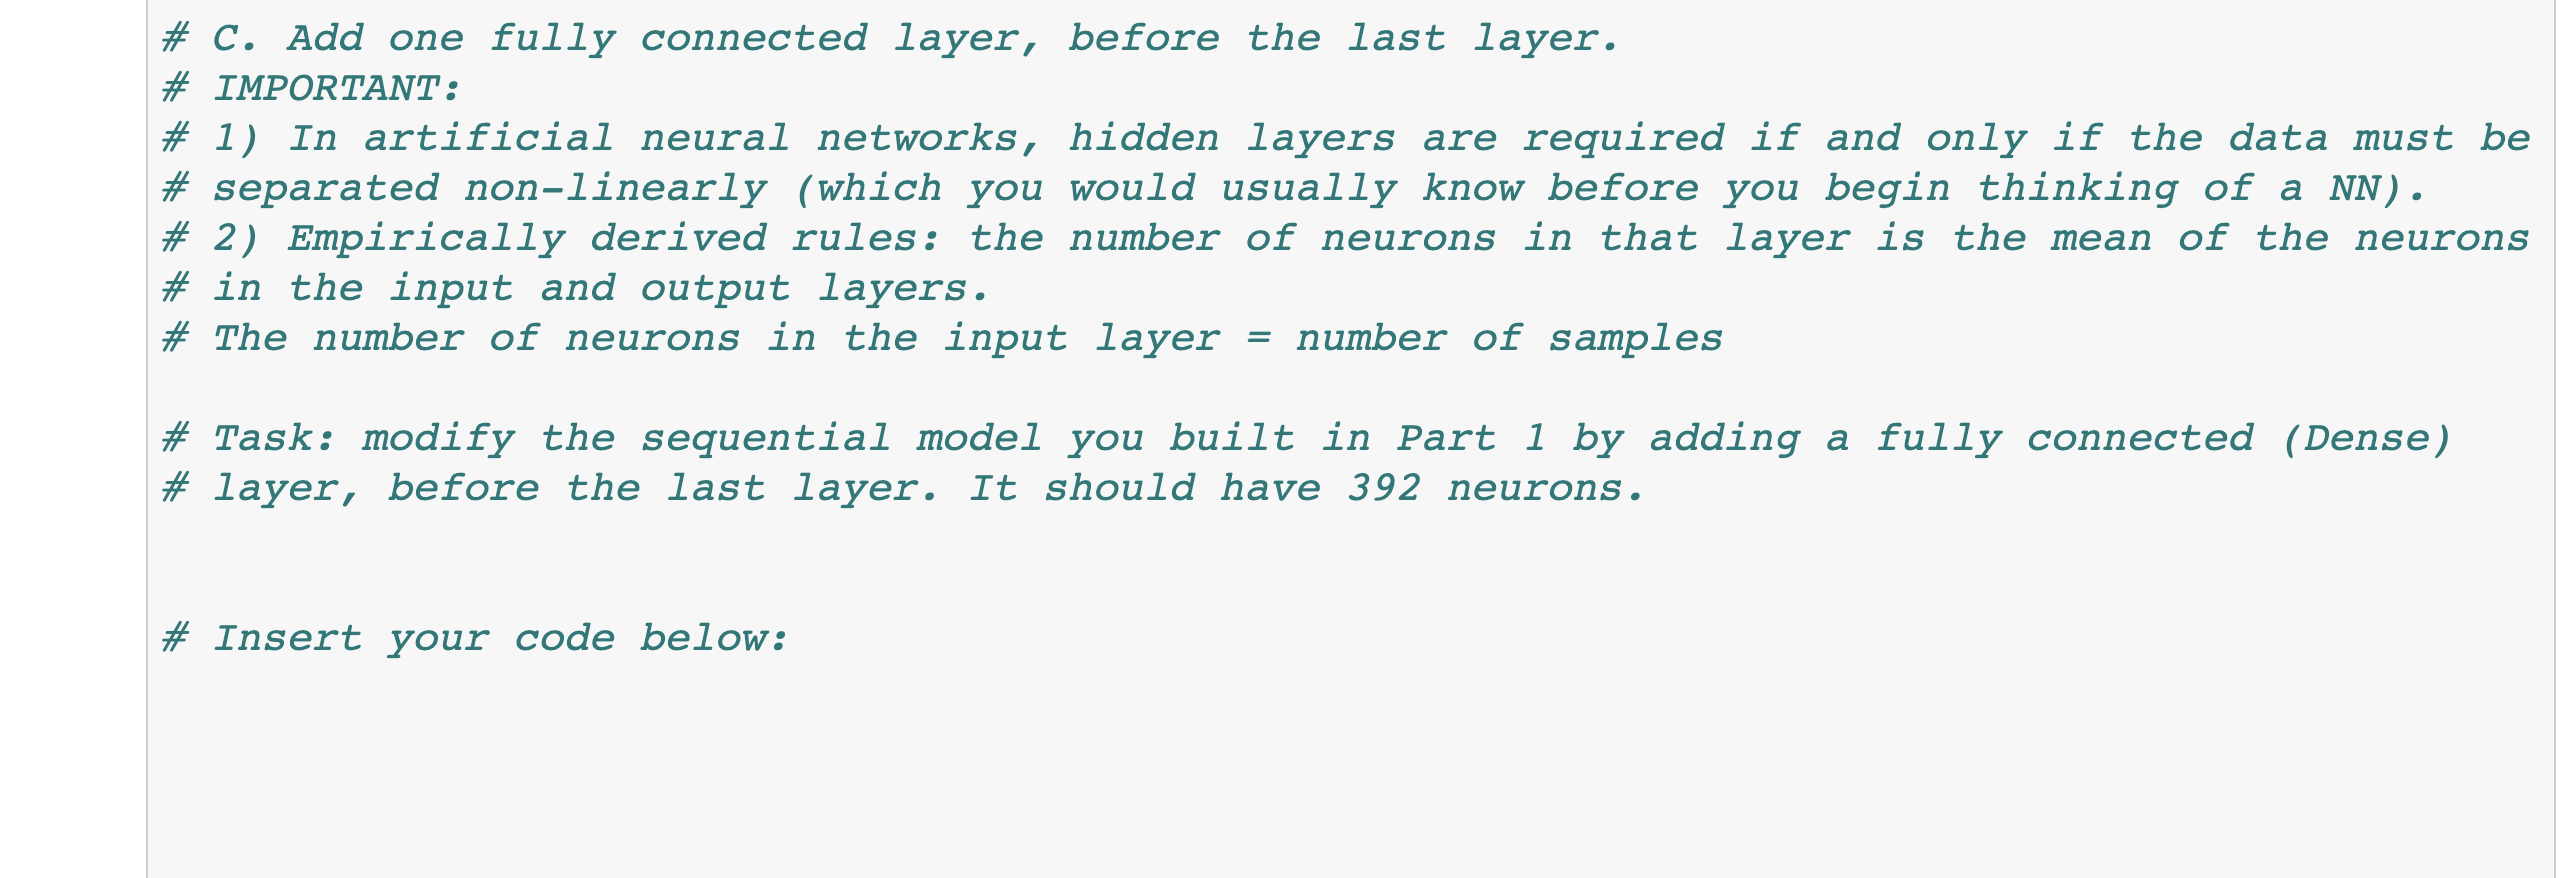 # C. Add one fully connected layer, before the last layer.
# IMPORTANT:
# 1) In artificial neural networks, hidden layers are required if and only if the data must be
# separated non-linearly (which you would usually know before you begin thinking of a NN).
# 2) Empirically derived rules: the number of neurons in that layer is the mean of the neurons
# in the input and output layers.
# The number of neurons in the input layer = number of samples
# Task: modify the sequential model you built in Part 1 by adding a fully connected (Dense)
# layer, before the last layer. It should have 392 neurons.
# Insert your code below: